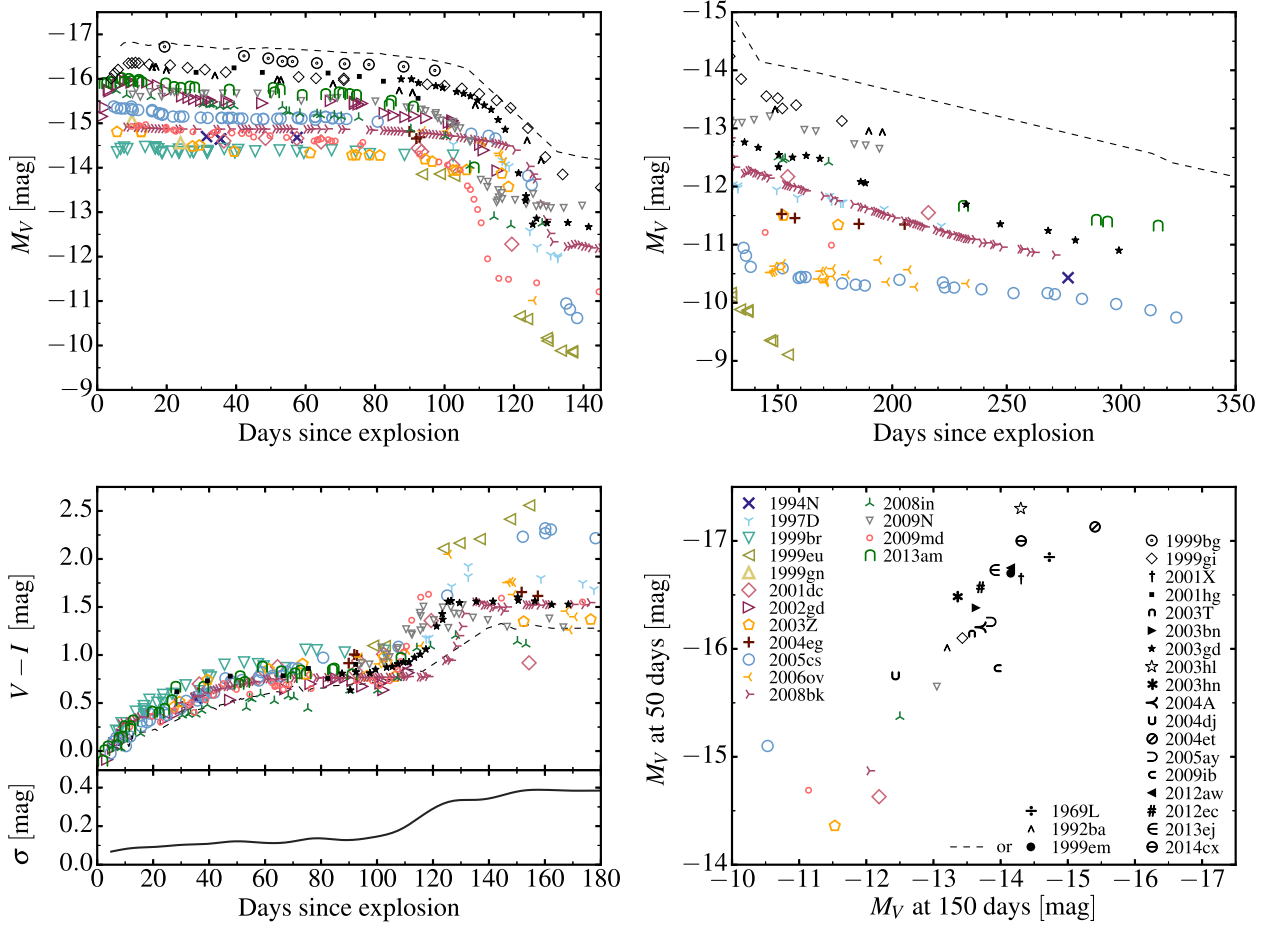 −17
−16
−15
−14
−13
−12
−11
−10
−9
M_V [mag]
0 20 40 60 80 100 120 140
Days since explosion
−15
−14
−13
−12
−11
−10
−9
M_V [mag]
150 200 250 300 350
Days since explosion
2.5
2.0
1.5
1.0
0.5
0.0
V − I [mag]
0.4
0.2
0.0
σ [mag]
0 20 40 60 80 100 120 140 160 180
Days since explosion
−17
−16
−15
−14
M_V at 50 days [mag]
1994N
1997D
1999br
1999eu
1999gn
2001dc
2002gd
2003Z
2004eg
2005cs
2006ov
2008bk
2008in
2009N
2009md
2013am
1999bg
1999gi
2001X
2001hg
2003T
2003bn
2003gd
2003hl
2003hn
2004A
2004dj
2004et
2005ay
2009ib
2012aw
2012ec
2013ej
2014cx
1969L
1992ba
or 1999em
−10 −11 −12 −13 −14 −15 −16 −17
M_V at 150 days [mag]